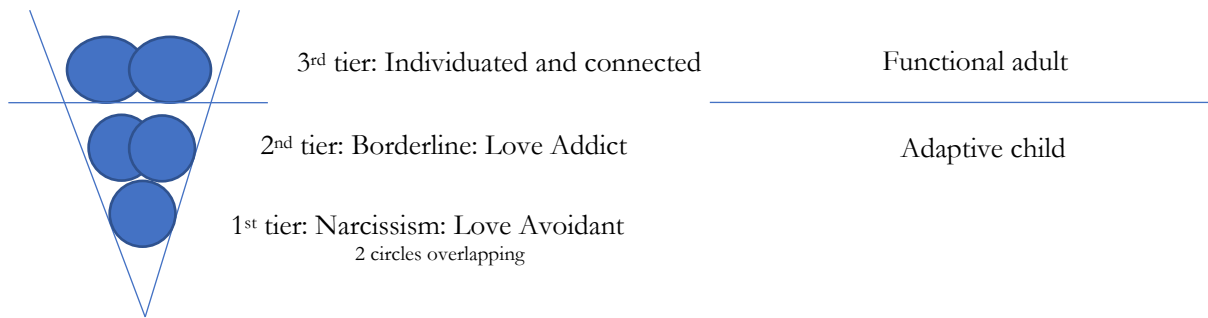 3rd tier: Individuated and connected
Functional adult
2nd tier: Borderline: Love Addict
Adaptive child
1st tier: Narcissism: Love Avoidant
2 circles overlapping